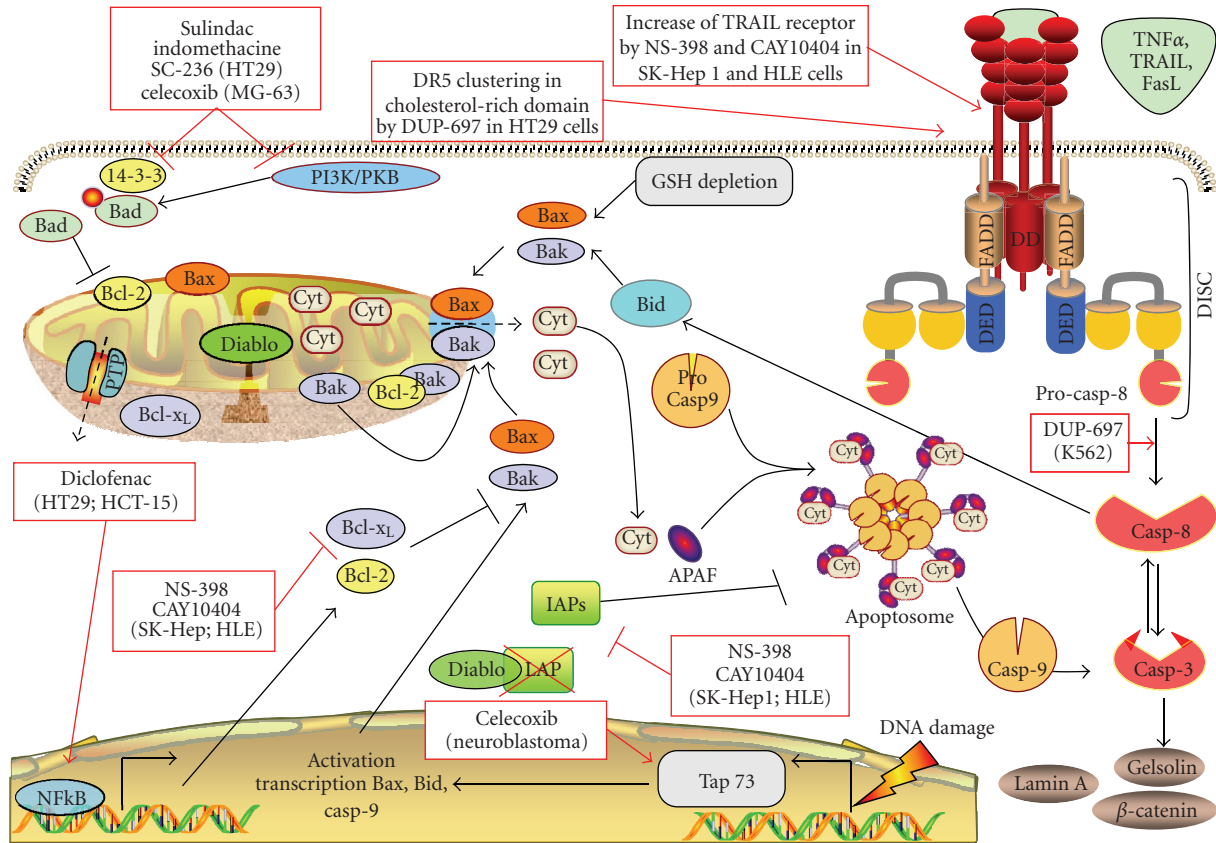 Sulindac
indomethacine
SC-236 (HT29)
celecoxib (MG-63)
DR5 clustering in
cholesterol-rich domain
by DUP-697 in HT29 cells
Increase of TRAIL receptor
by NS-398 and CAY10404 in
SK-Hep 1 and HLE cells
TNFα,
TRAIL,
FasL
14-3-3
Bad
PI3K/PKB
Bad
GSH depletion
Bax
Bak
FADD
DD
FADD
DED
DED
DISC
Bcl-2
Bax
Cyt
Cyt
Cyt
Diablo
Bax
Bak
Cyt
Cyt
Bid
PTP
Bcl-xL
Bak
Bcl-2
Bak
Pro
Casp9
Pro-casp-8
DUP-697
(K562)
Bax
Bak
Diclofenac
(HT29; HCT-15)
Cyt
Cyt
Cyt
Cyt
Cyt
Cyt
Cyt
Apoptosome
Casp-8
Bcl-xL
Bcl-2
Cyt
APAF
NS-398
CAY10404
(SK-Hep; HLE)
IAPs
Diablo
LAP
NS-398
CAY10404
(SK-Hep1; HLE)
Casp-9
Casp-3
Celecoxib
(neuroblastoma)
DNA damage
NFkB
Activation
transcription Bax, Bid,
casp-9
Tap 73
Lamin A
Gelsolin
β-catenin